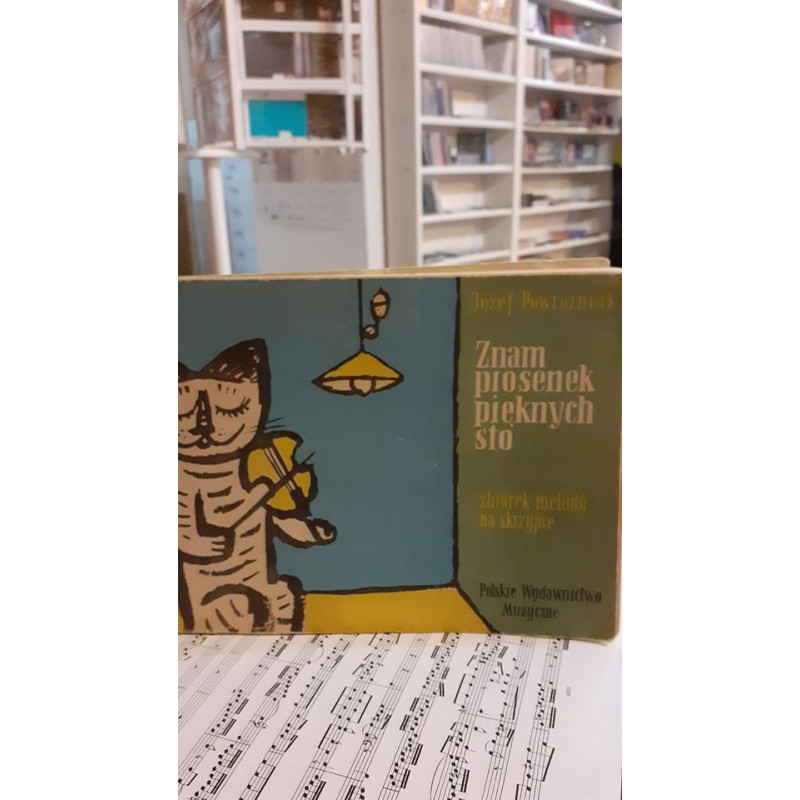 Józef Powroźniak
Znam
piosenek
pięknych
sto
zbiorek melodii
na skrzypce
Polskie Wydawnictwo
Muzyczne